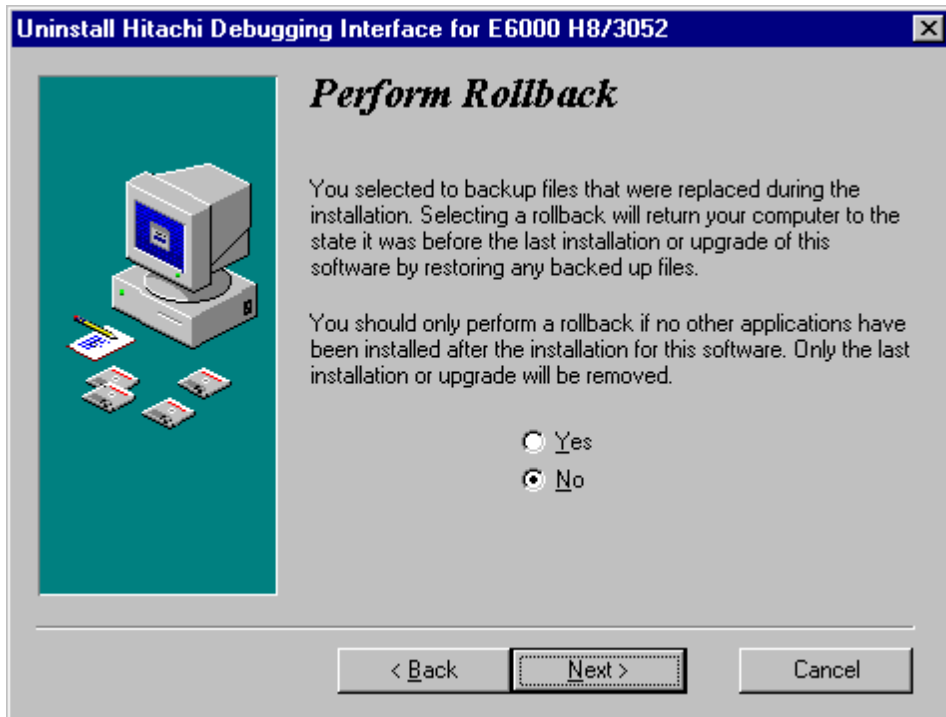 Uninstall Hitachi Debugging Interface for E6000 H8/3052
Perform Rollback
You selected to backup files that were replaced during the
installation. Selecting a rollback will return your computer to the
state it was before the last installation or upgrade of this
software by restoring any backed up files.
You should only perform a rollback if no other applications have
been installed after the installation for this software. Only the last
installation or upgrade will be removed.
Yes
No
< Back
Next >
Cancel